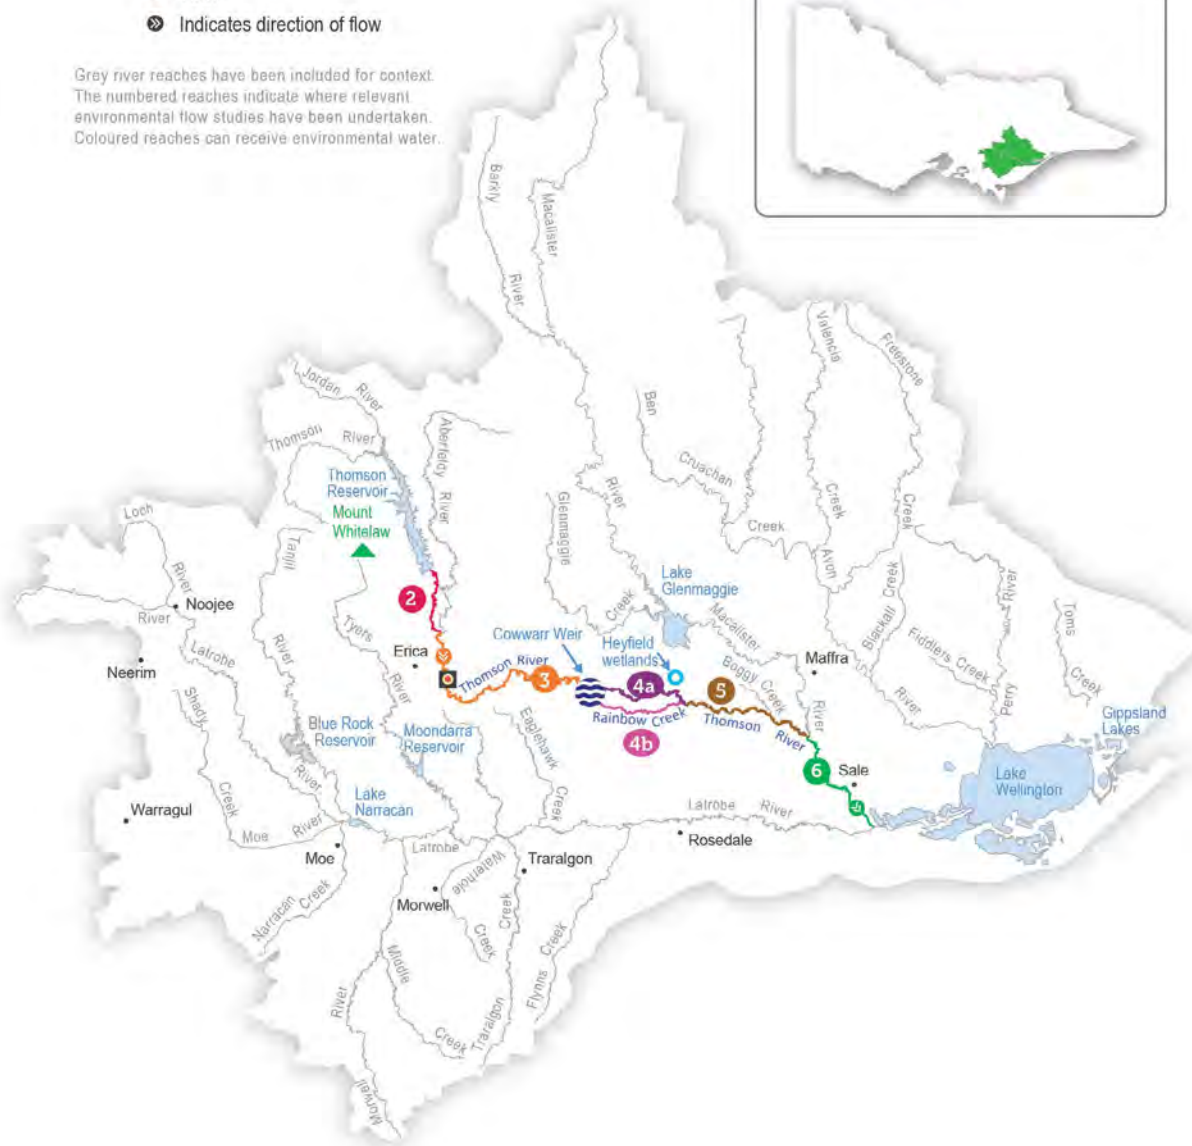 Indicates direction of flow
Grey river reaches have been included for context.
The numbered reaches indicate where relevant
environmental flow studies have been undertaken.
Coloured reaches can receive environmental water.
Barkly
River
Macalister
River
Jordan River
Thomson River
Aberfeldy
River
Thomson
Reservoir
Mount
Whitelaw
Loch
River
Noojee
River
Latrobe
River
Neerim
Tanjil
River
Tyers
River
2
Erica
Thomson River
3
Cowwarr Weir
Glenmaggie
Creek
Lake
Glenmaggie
Heyfield
wetlands
4a
Rainbow Creek
4b
5
Thomson River
Boggy Creek
Macalister
River
Maffra
Ben
Cruachan
Creek
Valencia
Creek
Freestone
Creek
Avon
River
Blackall Creek
Fiddlers Creek
Perry
River
Toms
Creek
Gippsland
Lakes
Lake
Wellington
6
Sale
Latrobe River
Rosedale
Eaglehawk
Creek
Blue Rock
Reservoir
Moondarra
Reservoir
Lake
Narracan
Shady
Creek
Warragul
Moe River
Moe
Narracan
Creek
Latrobe
Waterhole
Creek
Morwell
Traralgon
Traralgon
Creek
Flynns
Creek
Middle
Creek
Morwell
River